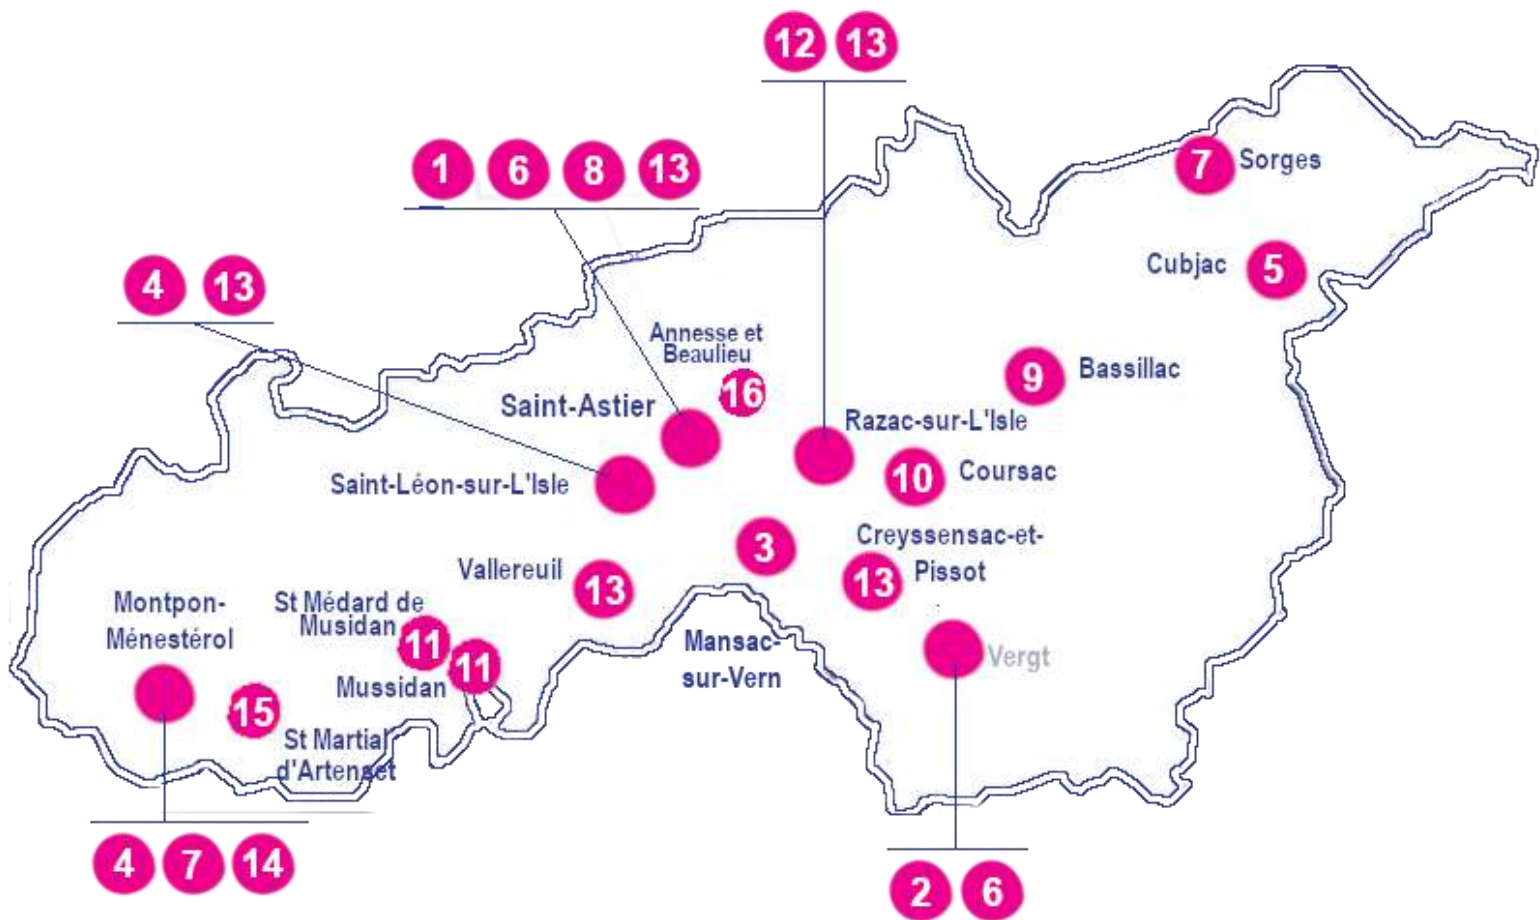 12 13
1 6 8 13
7 Sorges
Cubjac 5
4 13
Annesse et
Beaulieu
16
9 Bassillac
Saint-Astier
Razac-sur-L'Isle
10 Coursac
Saint-Léon-sur-L'Isle
3
Creyssensac-et-
Pissot
13
Vallereuil
13
Montpon-
Ménestérol
St Médard de
Musidan
11
11
Mussidan
Mansac-
sur-Vern
Vergt
15
St Martial
d'Artenset
4 7 14
2 6